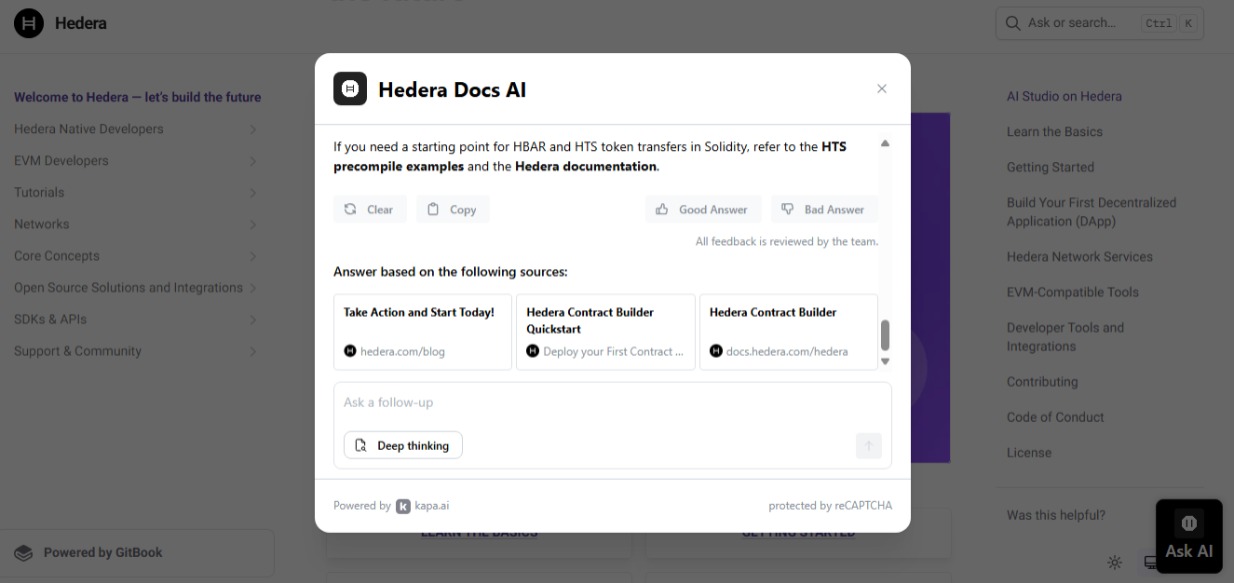 Hedera
Ask or search...
Ctrl K
Welcome to Hedera — let's build the future
Hedera Native Developers
EVM Developers
Tutorials
Networks
Core Concepts
Open Source Solutions and Integrations
SDKs & APIs
Support & Community
Powered by GitBook
Hedera Docs AI
If you need a starting point for HBAR and HTS token transfers in Solidity, refer to the HTS
precompile examples and the Hedera documentation.
Clear
Copy
Good Answer
Bad Answer
All feedback is reviewed by the team.
Answer based on the following sources:
Take Action and Start Today!
hedera.com/blog
Hedera Contract Builder
Quickstart
Deploy your First Contract ...
Hedera Contract Builder
docs.hedera.com/hedera
Ask a follow-up
Deep thinking
Powered by kapa.ai
protected by reCAPTCHA
LEARN THE BASICS
GETTING STARTED
AI Studio on Hedera
Learn the Basics
Getting Started
Build Your First Decentralized
Application (DApp)
Hedera Network Services
EVM-Compatible Tools
Developer Tools and
Integrations
Contributing
Code of Conduct
License
Was this helpful?
Ask AI